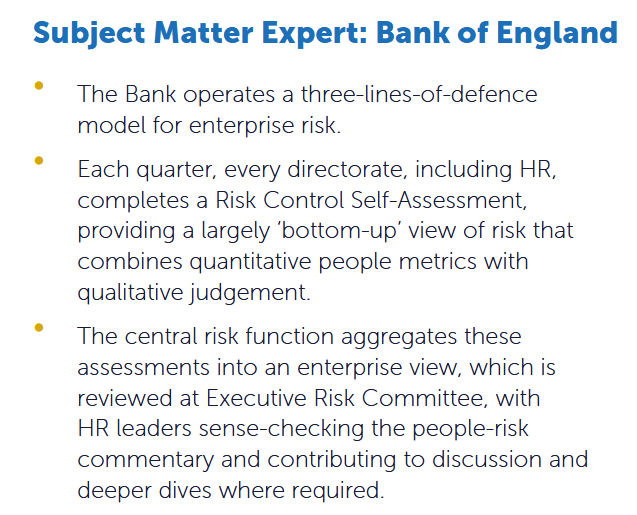 Subject Matter Expert: Bank of England
• The Bank operates a three-lines-of-defence
model for enterprise risk.
• Each quarter, every directorate, including HR,
completes a Risk Control Self-Assessment,
providing a largely ‘bottom-up’ view of risk that
combines quantitative people metrics with
qualitative judgement.
• The central risk function aggregates these
assessments into an enterprise view, which is
reviewed at Executive Risk Committee, with
HR leaders sense-checking the people-risk
commentary and contributing to discussion and
deeper dives where required.